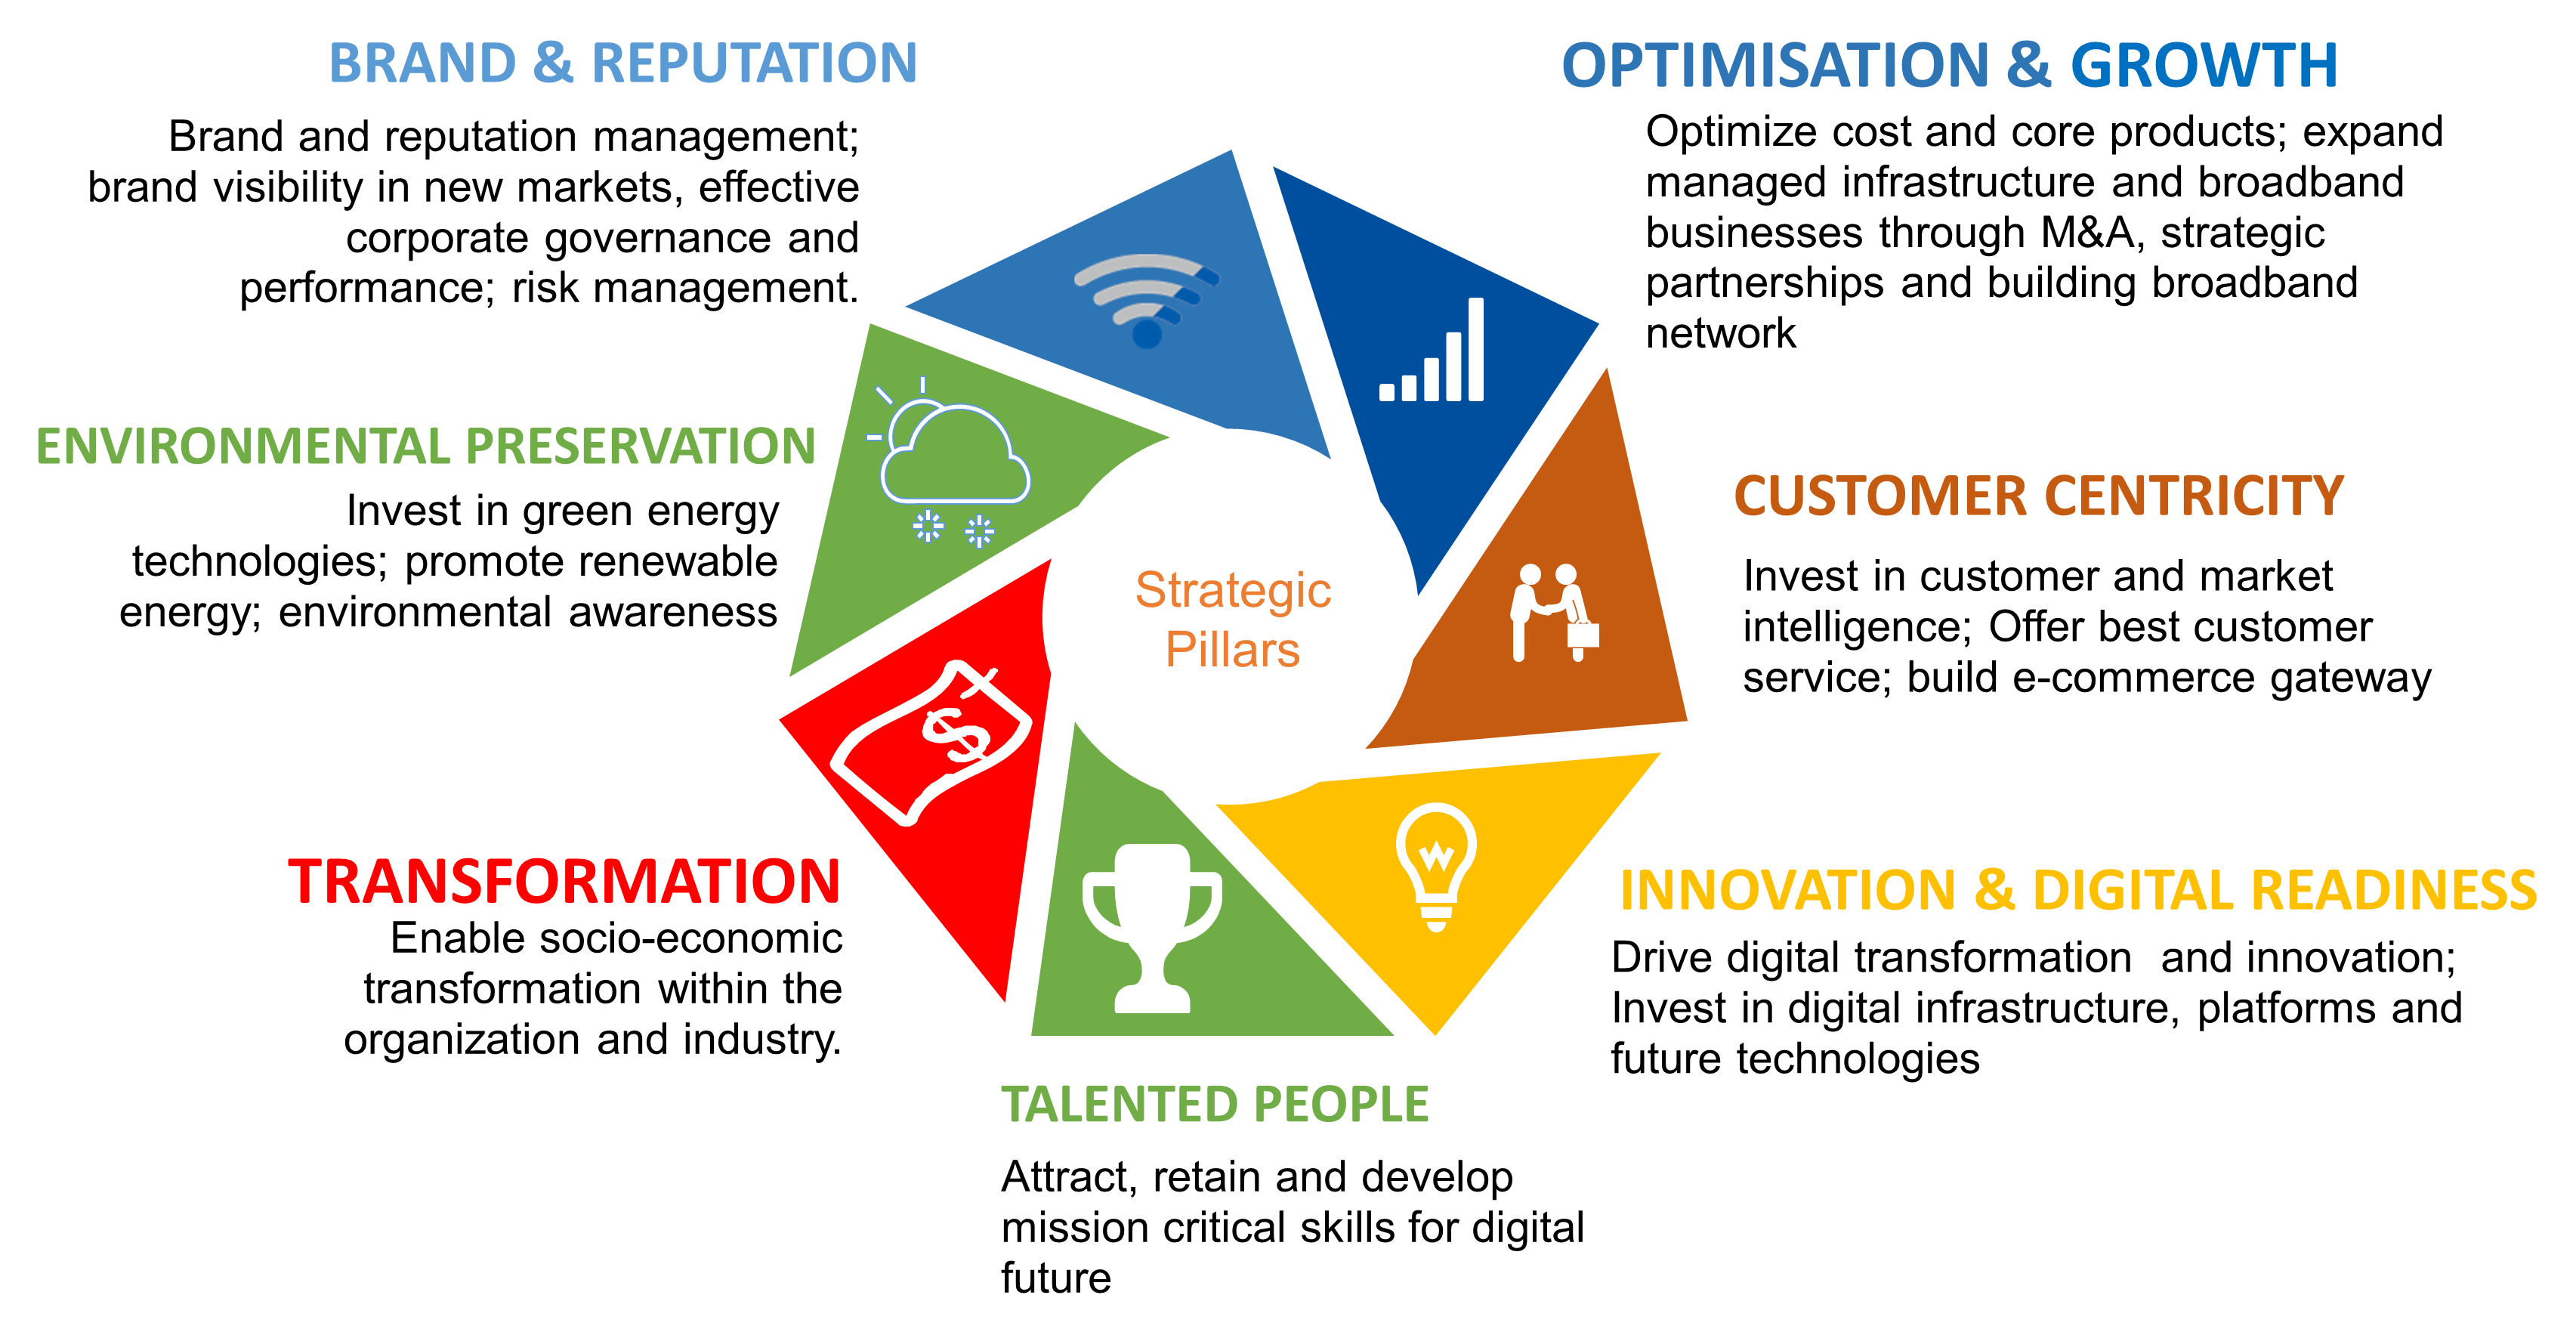 BRAND & REPUTATION
Brand and reputation management;
brand visibility in new markets, effective
corporate governance and
performance; risk management.
OPTIMISATION & GROWTH
Optimize cost and core products; expand
managed infrastructure and broadband
businesses through M&A, strategic
partnerships and building broadband
network
ENVIRONMENTAL PRESERVATION
Invest in green energy
technologies; promote renewable
energy; environmental awareness
Strategic
Pillars
CUSTOMER CENTRICITY
Invest in customer and market
intelligence; Offer best customer
service; build e-commerce gateway
$
TRANSFORMATION
Enable socio-economic
transformation within the
organization and industry.
INNOVATION & DIGITAL READINESS
Drive digital transformation  and innovation;
Invest in digital infrastructure, platforms and
future technologies
TALENTED PEOPLE
Attract, retain and develop
mission critical skills for digital
future